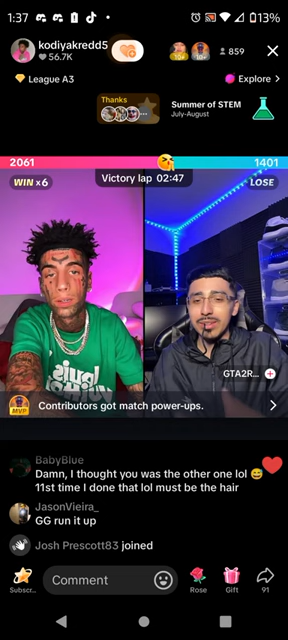 1:37
13%
kodiyakredd5
56.7K
859
League A3
Explore
Thanks
Summer of STEM
July-August
2061
1401
WIN x6
Victory lap 02:47
LOSE
GTA2R...
MVP
Contributors got match power-ups.
BabyBlue
Damn, I thought you was the other one lol 😅
11st time I done that lol must be the hair
JasonVieira_
GG run it up
Josh Prescott83 joined
Subscr...
Comment
Rose
Gift
91